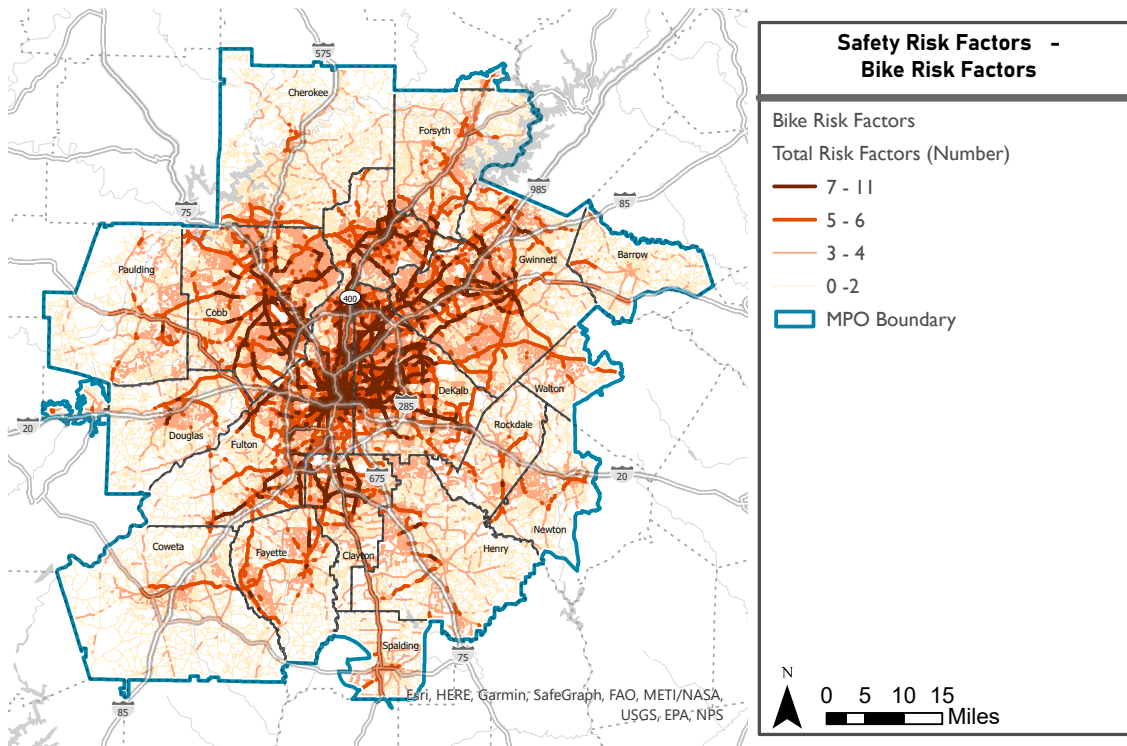 Safety Risk Factors -
Bike Risk Factors
Bike Risk Factors
Total Risk Factors (Number)
7 - 11
5 - 6
3 - 4
0 -2
MPO Boundary
N
0 5 10 15
Miles
575
Cherokee
Forsyth
985
75
85
Gwinnett
Barrow
Paulding
Cobb
400
DeKalb
Walton
285
Rockdale
20
Douglas
Fulton
675
20
Newton
Coweta
Fayette
Clayton
Henry
Spalding
75
85
Esri, HERE, Garmin, SafeGraph, FAO, METI/NASA,
USGS, EPA, NPS